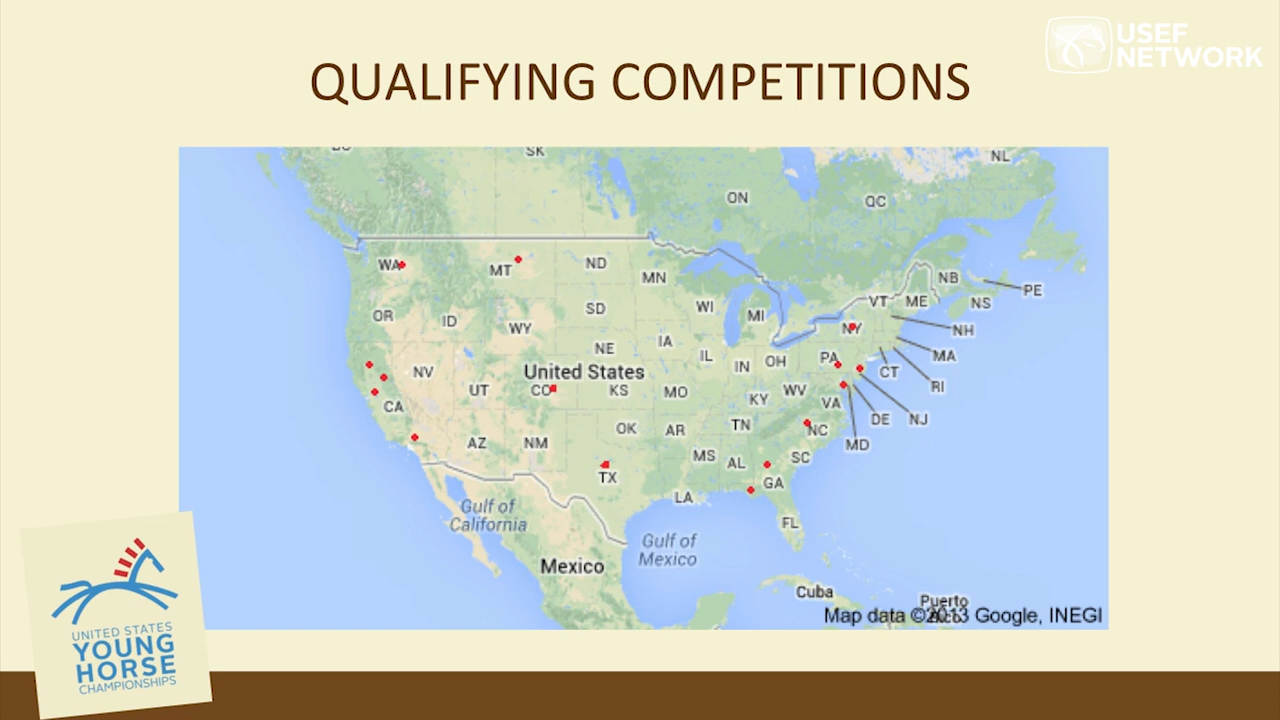 USEF
NETWORK
QUALIFYING COMPETITIONS
SK
NL
ON
QC
WA
MT
ND
MN
NB
PE
OR
ID
SD
WI
MI
VT
ME
NS
WY
NY
NH
NE
IA
IL
IN
OH
PA
MA
NV
United States
CT
RI
UT
CO
KS
MO
KY
WV
VA
CA
DE
NJ
OK
AR
TN
NC
MD
AZ
NM
MS
AL
SC
TX
GA
LA
FL
Gulf of
California
Gulf of
Mexico
Mexico
Cuba
Puerto
Map data ©2013 Google, INEGI
UNITED STATES
YOUNG
HORSE
CHAMPIONSHIPS